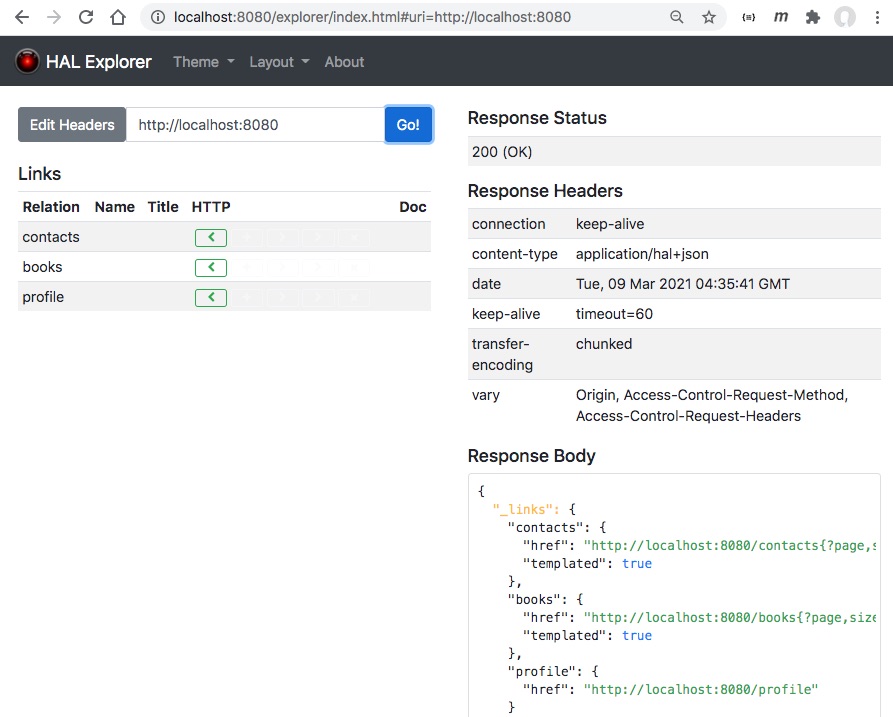 localhost:8080/explorer/index.html#uri=http://localhost:8080
HAL Explorer Theme Layout About
Edit Headers http://localhost:8080 Go!
Links
Relation Name Title HTTP Doc
contacts
books
profile
Response Status
200 (OK)
Response Headers
connection keep-alive
content-type application/hal+json
date Tue, 09 Mar 2021 04:35:41 GMT
keep-alive timeout=60
transfer-
encoding chunked
vary Origin, Access-Control-Request-Method,
Access-Control-Request-Headers
Response Body
{
"_links": {
"contacts": {
"href": "http://localhost:8080/contacts{?page,s
"templated": true
},
"books": {
"href": "http://localhost:8080/books{?page,size
"templated": true
},
"profile": {
"href": "http://localhost:8080/profile"
}